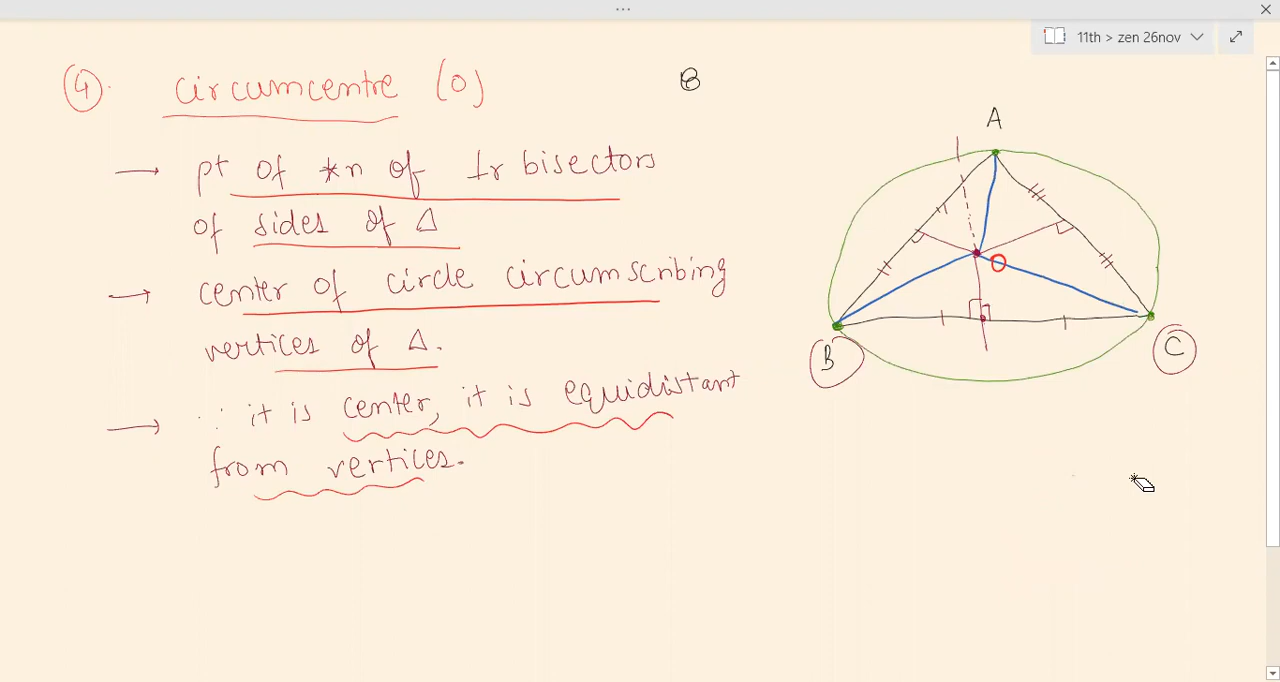 11th > zen 26nov
④. circumcentre (O)
B
→ pt of *n of ⊥r bisectors
of sides of Δ
→ center of circle circumscribing
vertices of Δ.
→ ∵ it is center, it is equidistant
from vertices.
A
O
B
C